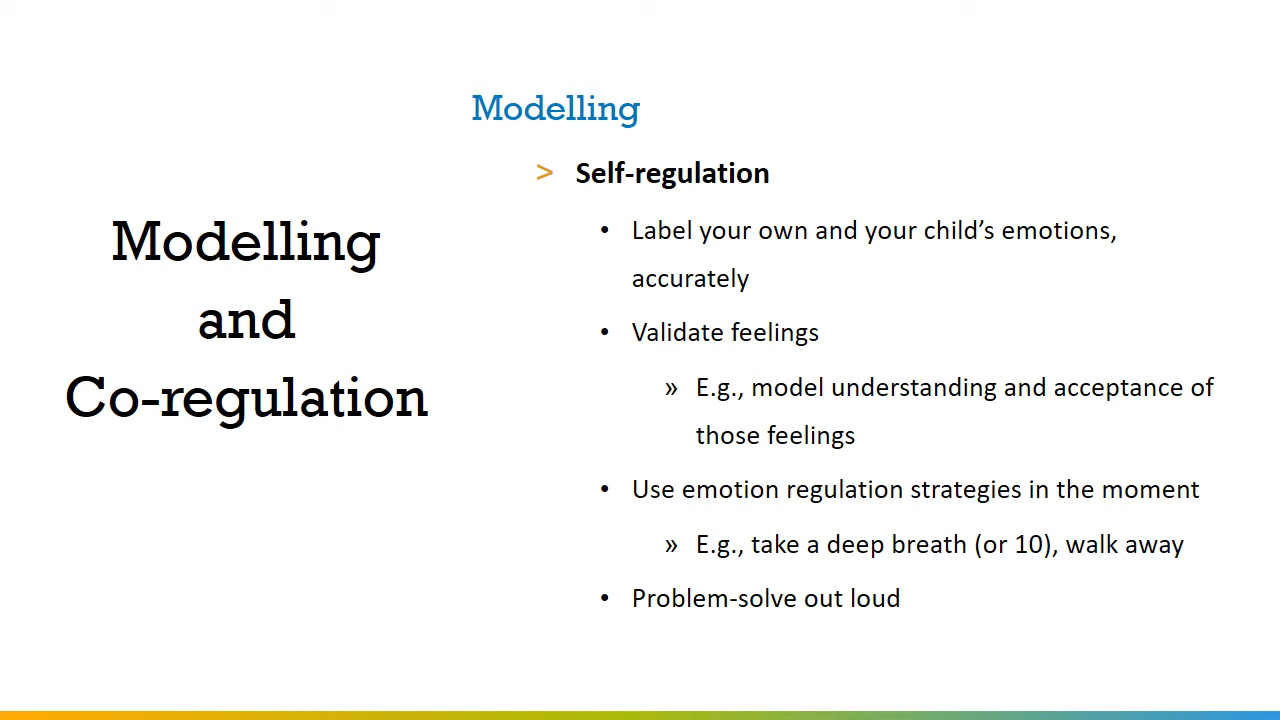 Modelling
and
Co-regulation
Modelling
> Self-regulation
• Label your own and your child’s emotions,
accurately
• Validate feelings
» E.g., model understanding and acceptance of
those feelings
• Use emotion regulation strategies in the moment
» E.g., take a deep breath (or 10), walk away
• Problem-solve out loud